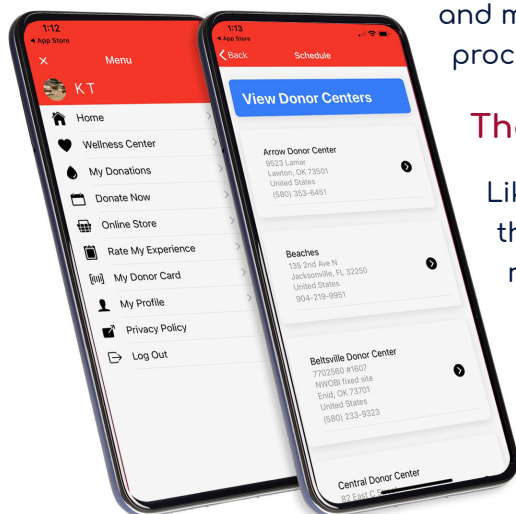 1:12
App Store
Menu
K T
Home
Wellness Center
My Donations
Donate Now
Online Store
Rate My Experience
My Donor Card
My Profile
Privacy Policy
Log Out
1:13
App Store
Back
Schedule
View Donor Centers
Arrow Donor Center
9523 Lamar
Lawton, OK 73501
United States
(580) 353-6451
Beaches
135 2nd Ave N
Jacksonville, FL 32250
United States
904-219-9951
Beltsville Donor Center
7702560 #1607
NWOBI fixed site
Enid, OK 73701
United States
(580) 233-9323
Central Donor Center
82 East C
and m
proc
Th
Lik
th